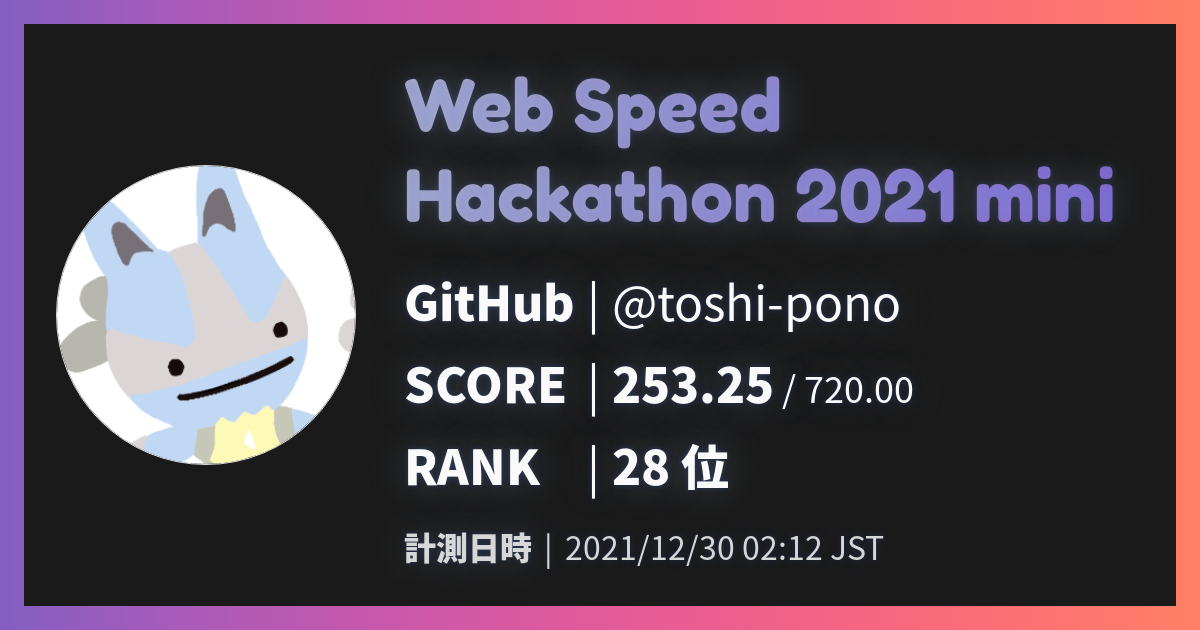 Web Speed
Hackathon 2021 mini
GitHub | @toshi-pono
SCORE | 253.25 / 720.00
RANK | 28 位
計測日時 | 2021/12/30 02:12 JST